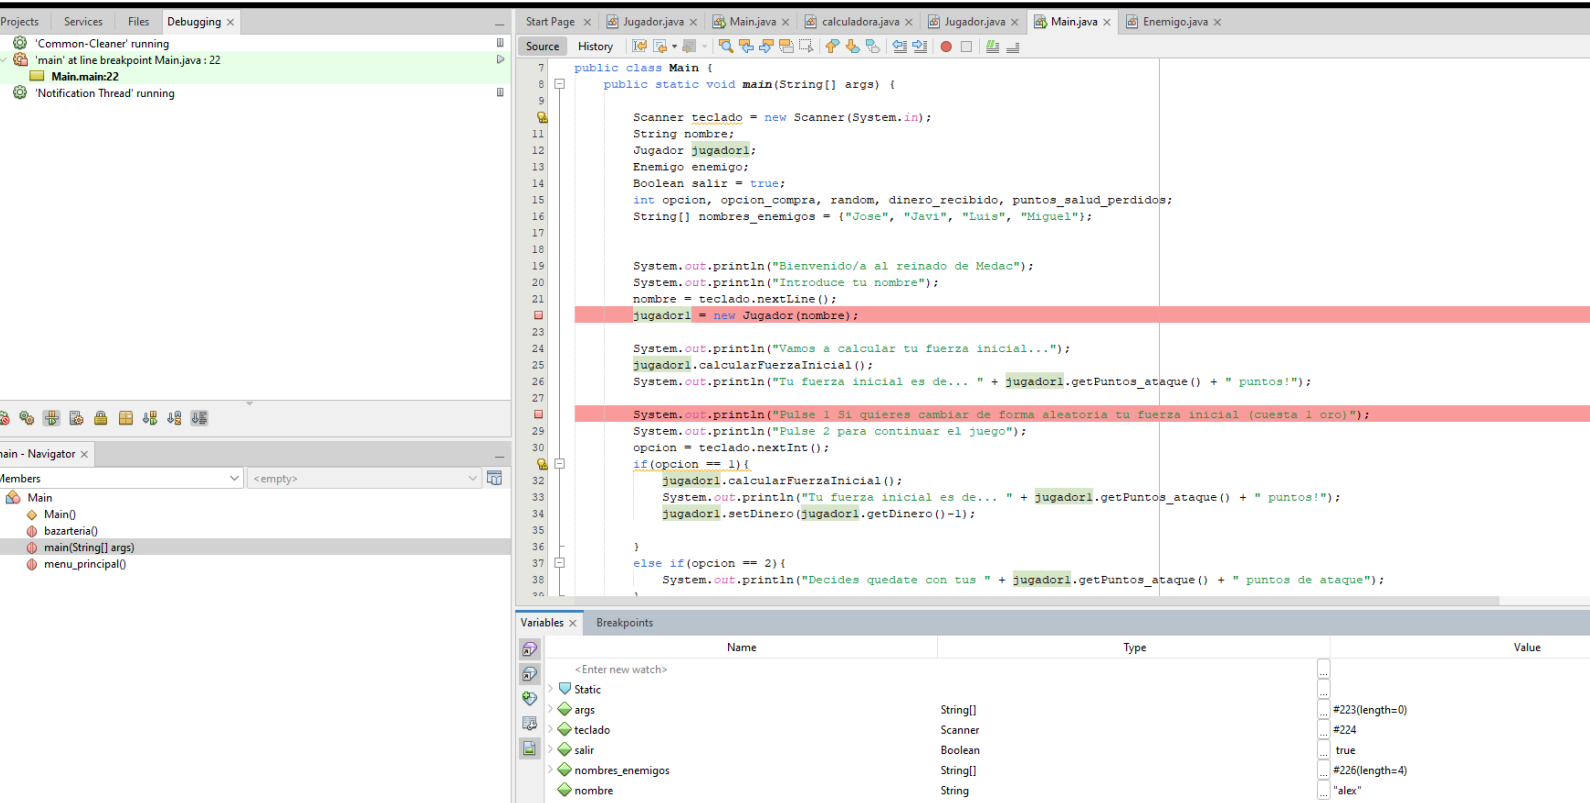 Projects Services Files Debugging
'Common-Cleaner' running
'main' at line breakpoint Main.java : 22
Main.main:22
'Notification Thread' running
main - Navigator
Members <empty>
Main
Main()
bazarteria()
main(String[] args)
menu_principal()
Start Page Jugador.java Main.java calculadora.java Jugador.java Main.java Enemigo.java
Source History
7 public class Main {
8 public static void main(String[] args) {
9
Scanner teclado = new Scanner(System.in);
11 String nombre;
12 Jugador jugador1;
13 Enemigo enemigo;
14 Boolean salir = true;
15 int opcion, opcion_compra, random, dinero_recibido, puntos_salud_perdidos;
16 String[] nombres_enemigos = {"Jose", "Javi", "Luis", "Miguel"};
17
18
19 System.out.println("Bienvenido/a al reinado de Medac");
20 System.out.println("Introduce tu nombre");
21 nombre = teclado.nextLine();
jugador1 = new Jugador(nombre);
23
24 System.out.println("Vamos a calcular tu fuerza inicial...");
25 jugador1.calcularFuerzaInicial();
26 System.out.println("Tu fuerza inicial es de... " + jugador1.getPuntos_ataque() + " puntos!");
27
System.out.println("Pulse 1 Si quieres cambiar de forma aleatoria tu fuerza inicial (cuesta 1 oro)");
29 System.out.println("Pulse 2 para continuar el juego");
30 opcion = teclado.nextInt();
if(opcion == 1){
32 jugador1.calcularFuerzaInicial();
33 System.out.println("Tu fuerza inicial es de... " + jugador1.getPuntos_ataque() + " puntos!");
34 jugador1.setDinero(jugador1.getDinero()-1);
35
36 }
37 else if(opcion == 2){
38 System.out.println("Decides quedate con tus " + jugador1.getPuntos_ataque() + " puntos de ataque");
39 }
Variables Breakpoints
Name Type Value
<Enter new watch> ...
Static ...
args String[] ... #223(length=0)
teclado Scanner ... #224
salir Boolean ... true
nombres_enemigos String[] ... #226(length=4)
nombre String ... "alex"